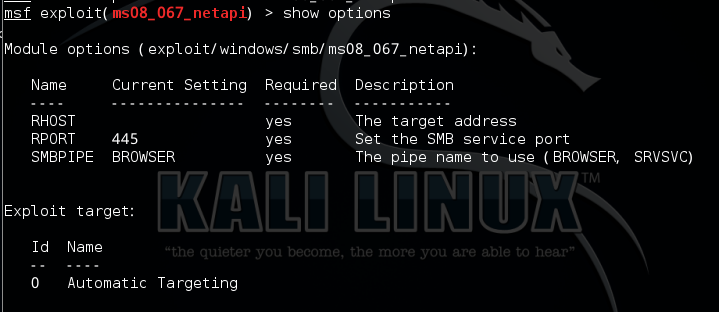 msf exploit(ms08_067_netapi) > show options
Module options (exploit/windows/smb/ms08_067_netapi):
Name Current Setting Required Description
---- --------------- -------- -----------
RHOST yes The target address
RPORT 445 yes Set the SMB service port
SMBPIPE BROWSER yes The pipe name to use (BROWSER, SRVSVC)
KALI LINUX™
Exploit target:
"the quieter you become, the more you are able to hear"
Id Name
-- ----
0 Automatic Targeting